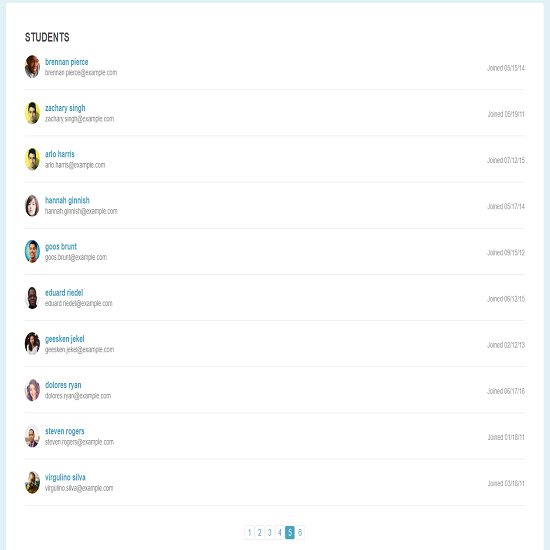 STUDENTS
brennan pierce
brennan.pierce@example.com
Joined 05/15/14
zachary singh
zachary.singh@example.com
Joined 05/19/11
arlo harris
arlo.harris@example.com
Joined 07/12/15
hannah ginnish
hannah.ginnish@example.com
Joined 05/17/14
goos brunt
goos.brunt@example.com
Joined 09/15/12
eduard riedel
eduard.riedel@example.com
Joined 06/12/15
geesken jekel
geesken.jekel@example.com
Joined 02/12/13
dolores ryan
dolores.ryan@example.com
Joined 06/17/16
steven rogers
steven.rogers@example.com
Joined 01/18/11
virgulino silva
virgulino.silva@example.com
Joined 03/18/11
1 2 3 4 5 6